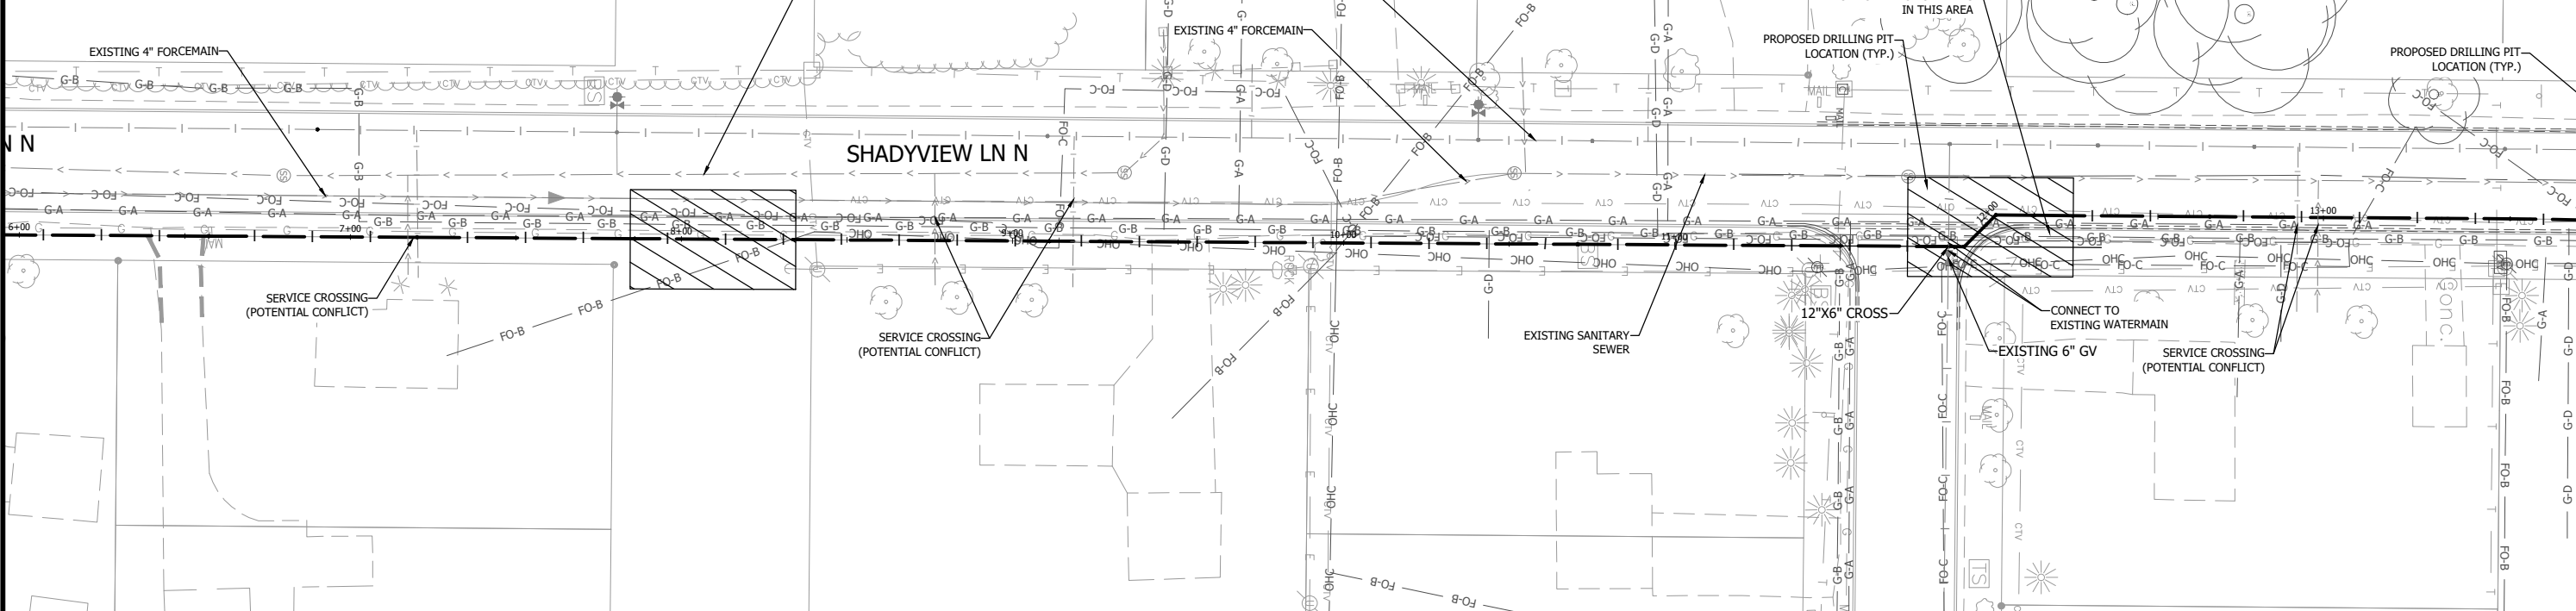 IN THIS AREA
EXISTING 4" FORCEMAIN
EXISTING 4" FORCEMAIN
PROPOSED DRILLING PIT
LOCATION (TYP.)
PROPOSED DRILLING PIT
LOCATION (TYP.)
N N
SHADYVIEW LN N
6+00
7+00
8+00
9+00
10+00
11+00
12+00
13+00
SERVICE CROSSING
(POTENTIAL CONFLICT)
SERVICE CROSSING
(POTENTIAL CONFLICT)
EXISTING SANITARY
SEWER
12"X6" CROSS
CONNECT TO
EXISTING WATERMAIN
EXISTING 6" GV
SERVICE CROSSING
(POTENTIAL CONFLICT)
G-B
G-A
G-D
FO-B
FO-C
OHC
CTV
MAIL
ROCK
TS
Conc.